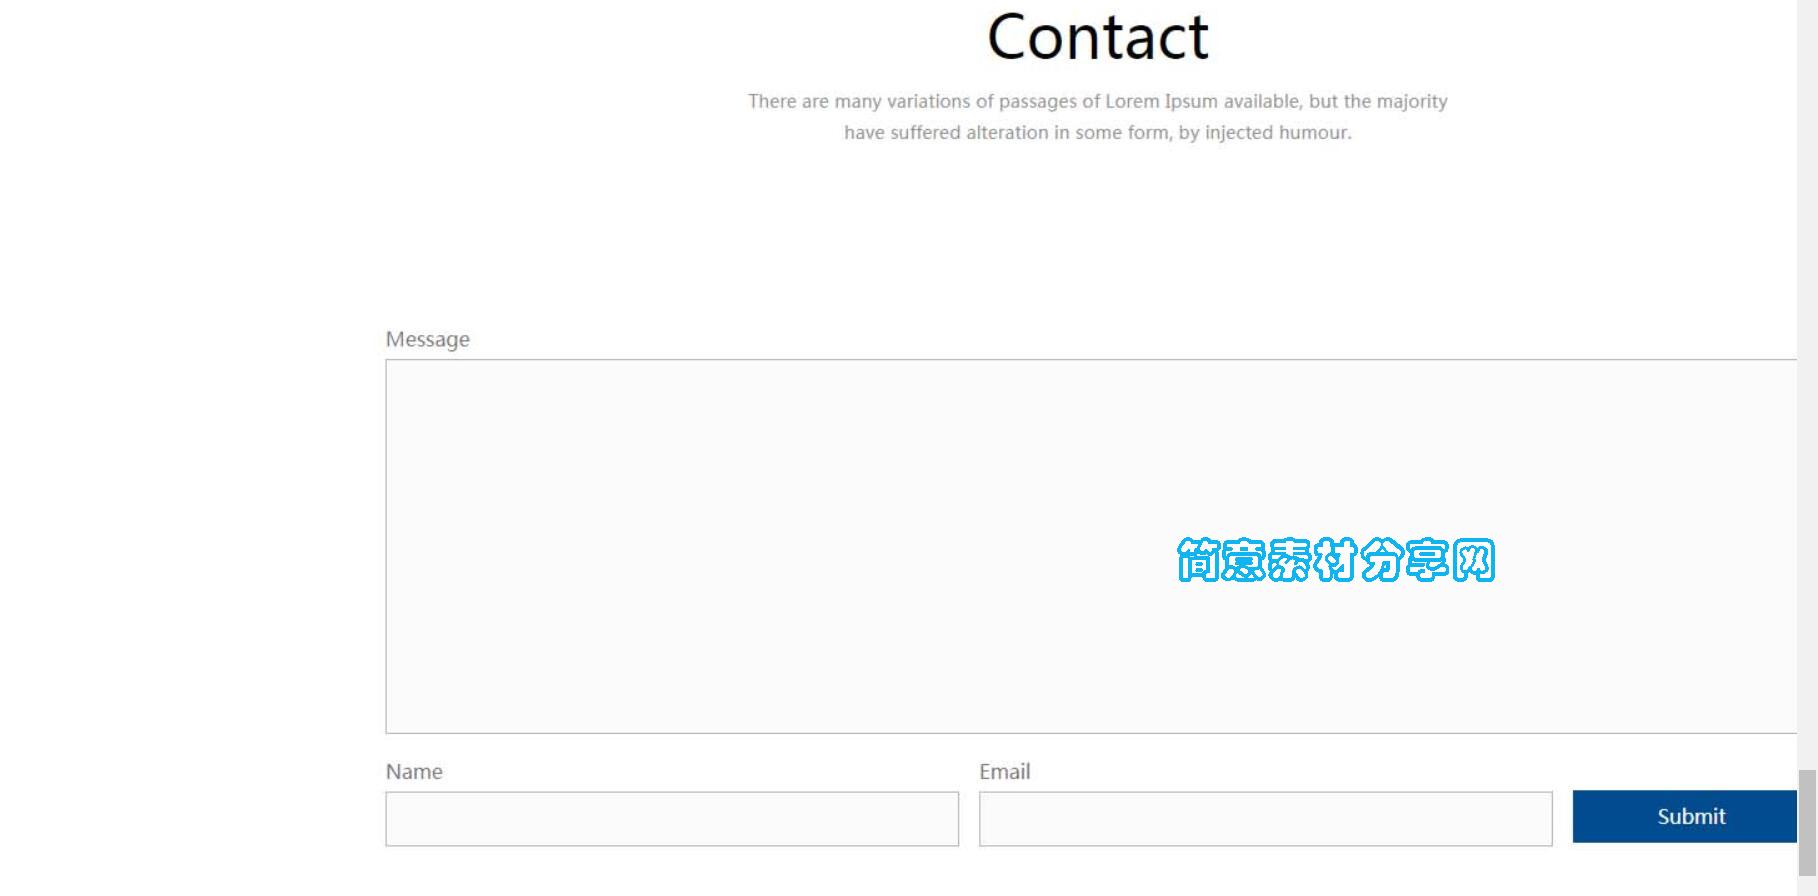 Contact
There are many variations of passages of Lorem Ipsum available, but the majority
have suffered alteration in some form, by injected humour.
Message
简意素材分享网
Name
Email
Submit